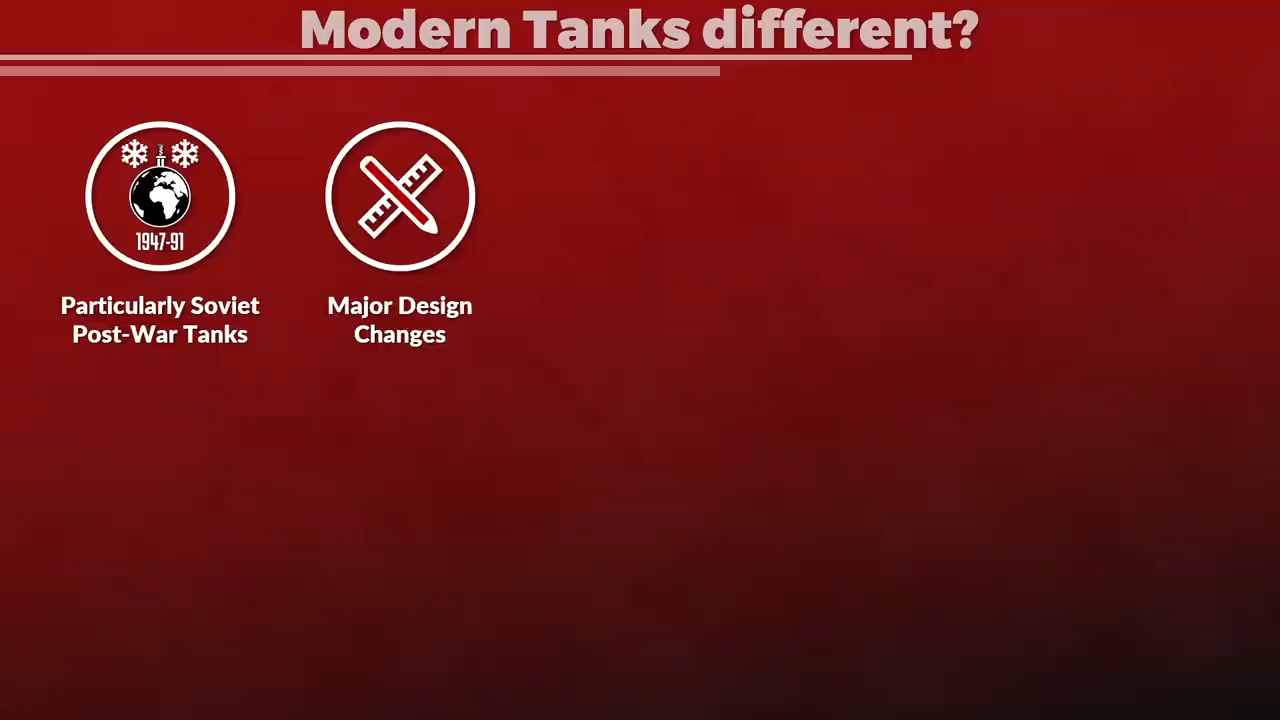 Modern Tanks different?
1947-91
Particularly Soviet
Post-War Tanks
Major Design
Changes